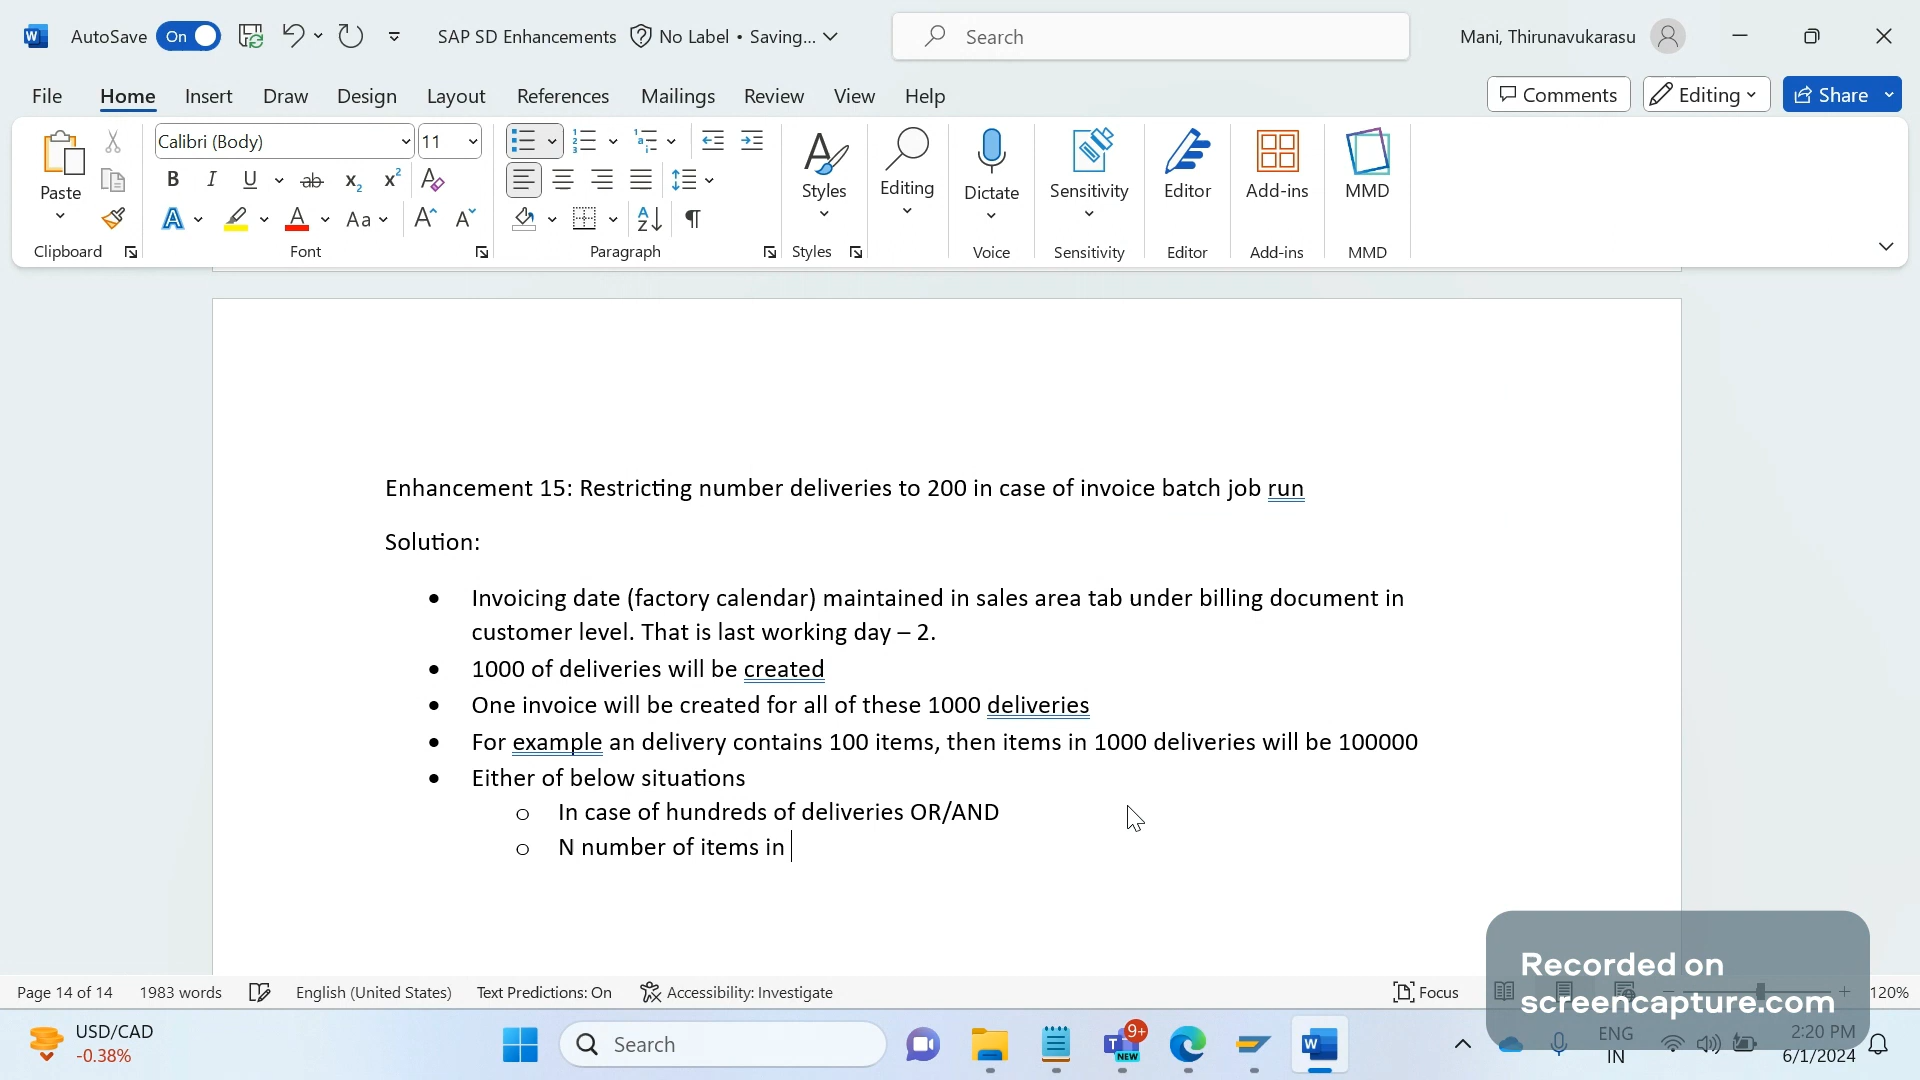 AutoSave On SAP SD Enhancements No Label • Saving... Search Mani, Thirunavukarasu
File Home Insert Draw Design Layout References Mailings Review View Help Comments Editing Share
Calibri (Body) 11
Paste Styles Editing Dictate Sensitivity Editor Add-ins MMD
Clipboard Font Paragraph Styles Voice Sensitivity Editor Add-ins MMD
Enhancement 15: Restricting number deliveries to 200 in case of invoice batch job run
Solution:
• Invoicing date (factory calendar) maintained in sales area tab under billing document in
customer level. That is last working day – 2.
• 1000 of deliveries will be created
• One invoice will be created for all of these 1000 deliveries
• For example an delivery contains 100 items, then items in 1000 deliveries will be 100000
• Either of below situations
o In case of hundreds of deliveries OR/AND
o N number of items in
Recorded on
screencapture.com
Page 14 of 14 1983 words English (United States) Text Predictions: On Accessibility: Investigate Focus 120%
USD/CAD
-0.38%
Search
9+
NEW
ENG
IN
2:20 PM
6/1/2024